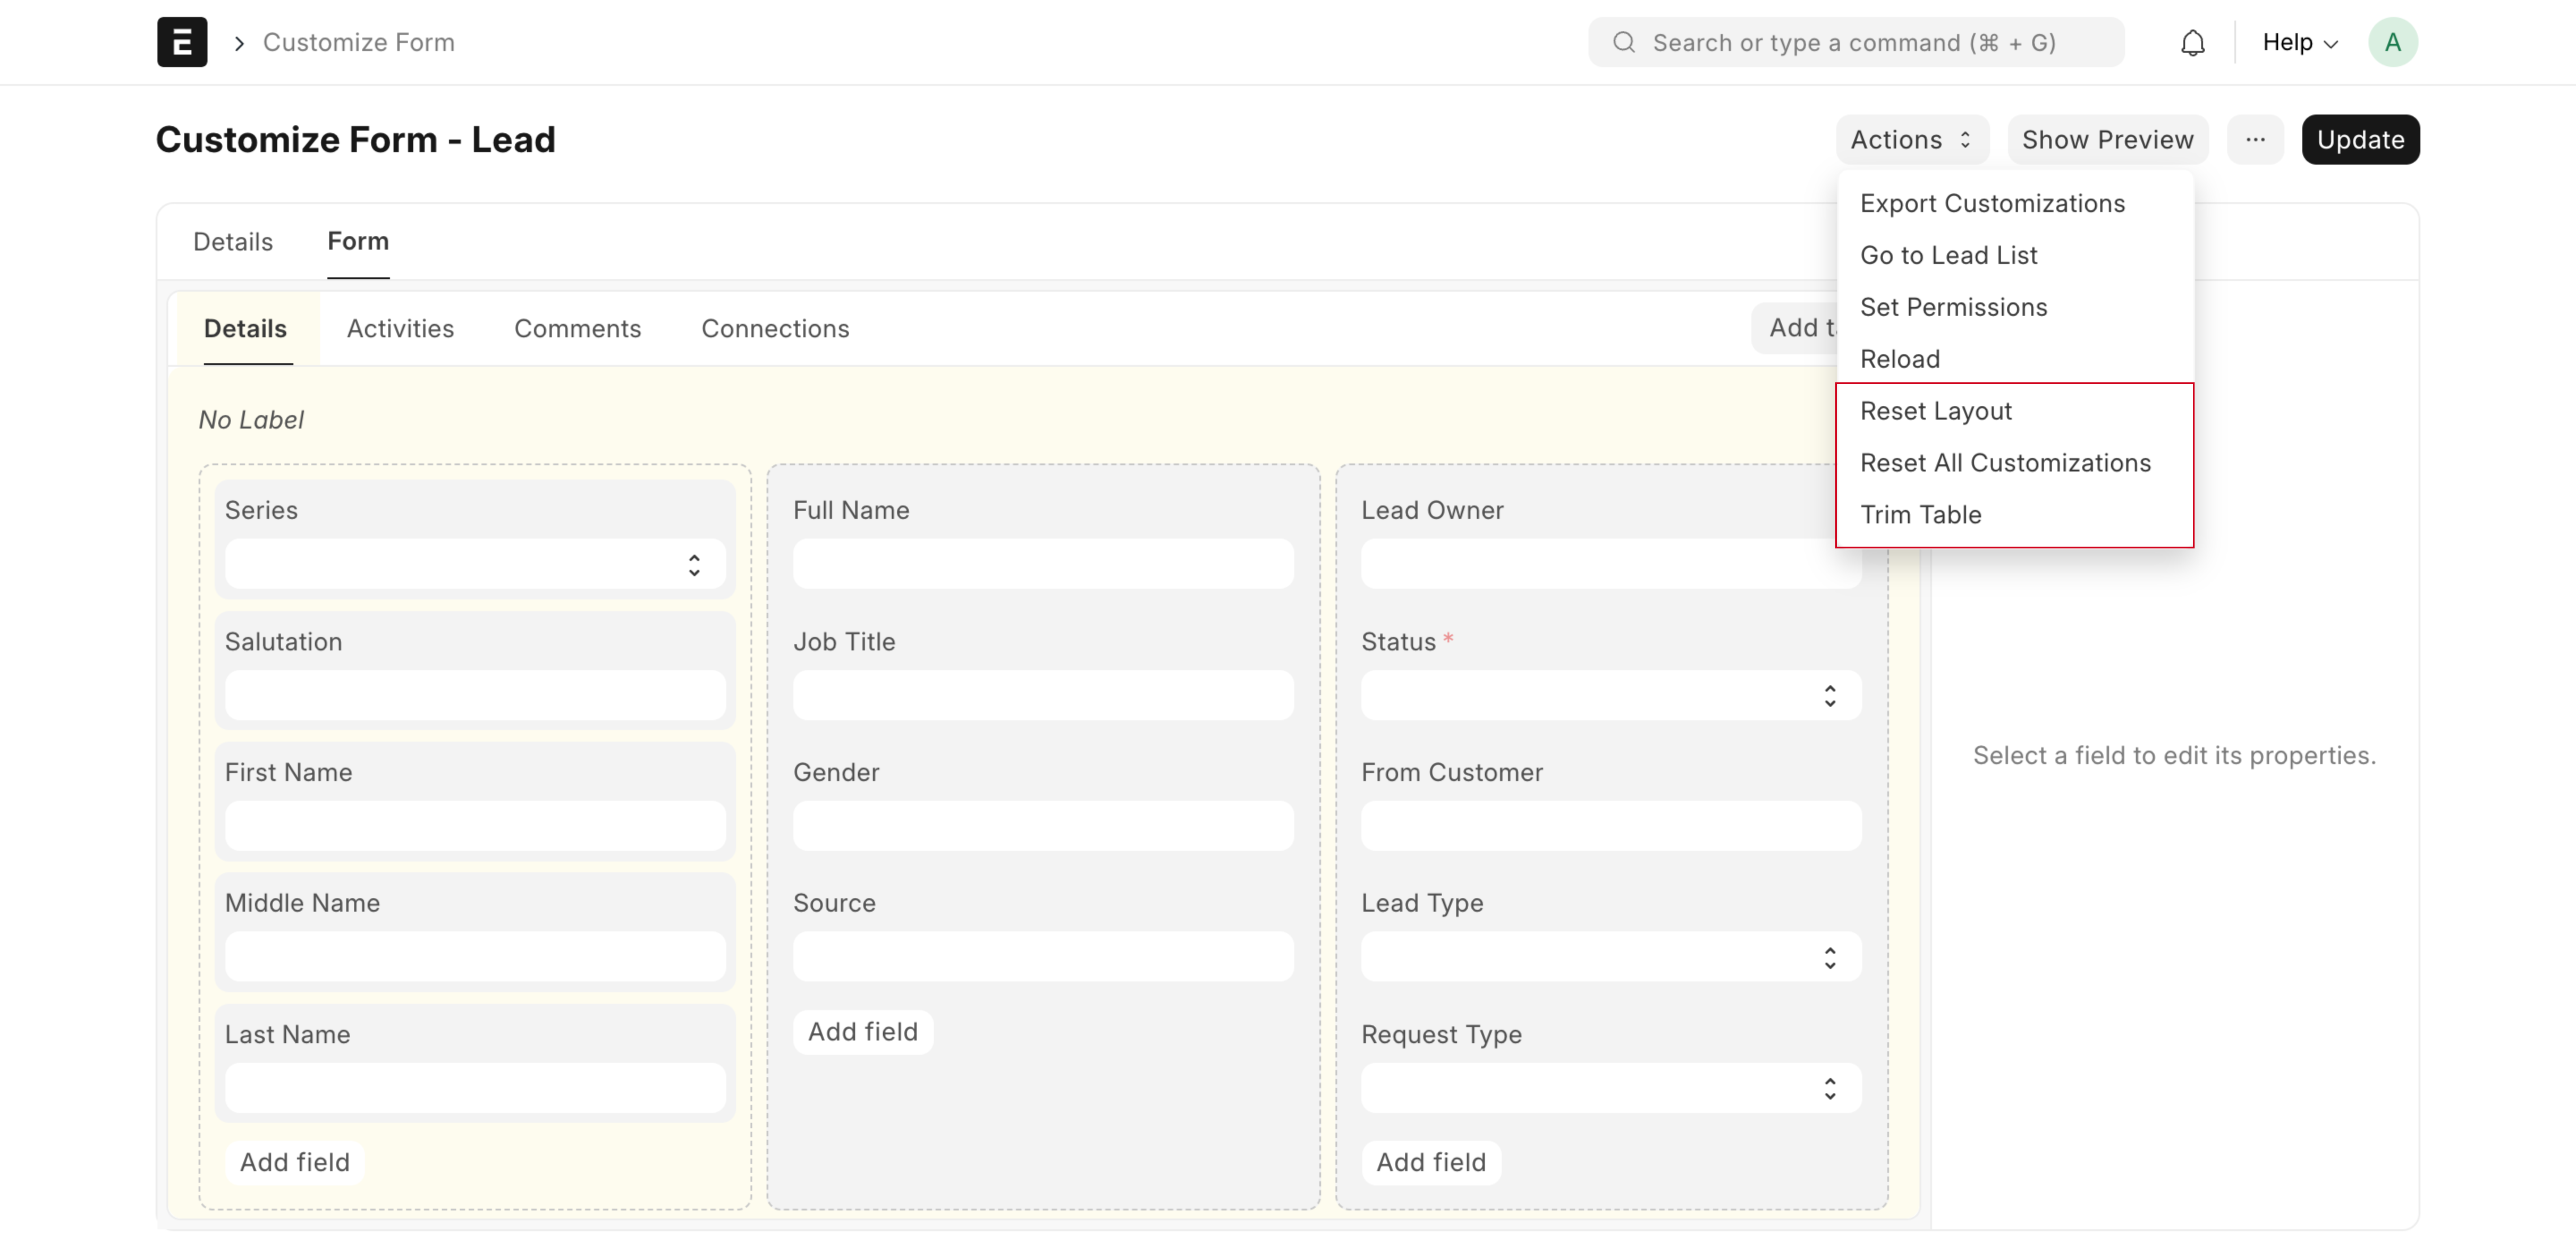 E
Customize Form
Search or type a command (⌘ + G)
Help
A
Customize Form - Lead
Actions
Show Preview
...
Update
Export Customizations
Go to Lead List
Set Permissions
Reload
Reset Layout
Reset All Customizations
Trim Table
Details Form
Details Activities Comments Connections
Add t
No Label
Series
Salutation
First Name
Middle Name
Last Name
Add field
Full Name
Job Title
Gender
Source
Add field
Lead Owner
Status *
From Customer
Lead Type
Request Type
Add field
Select a field to edit its properties.